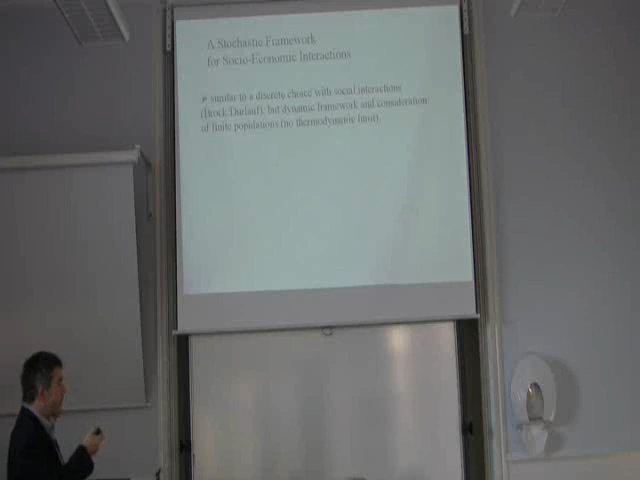 A Stochastic Framework
for Socio-Economic Interactions
➢ similar to a discrete choice with social interactions
(Brock/Durlauf), but dynamic framework and consideration
of finite populations (no thermodynamic limit)